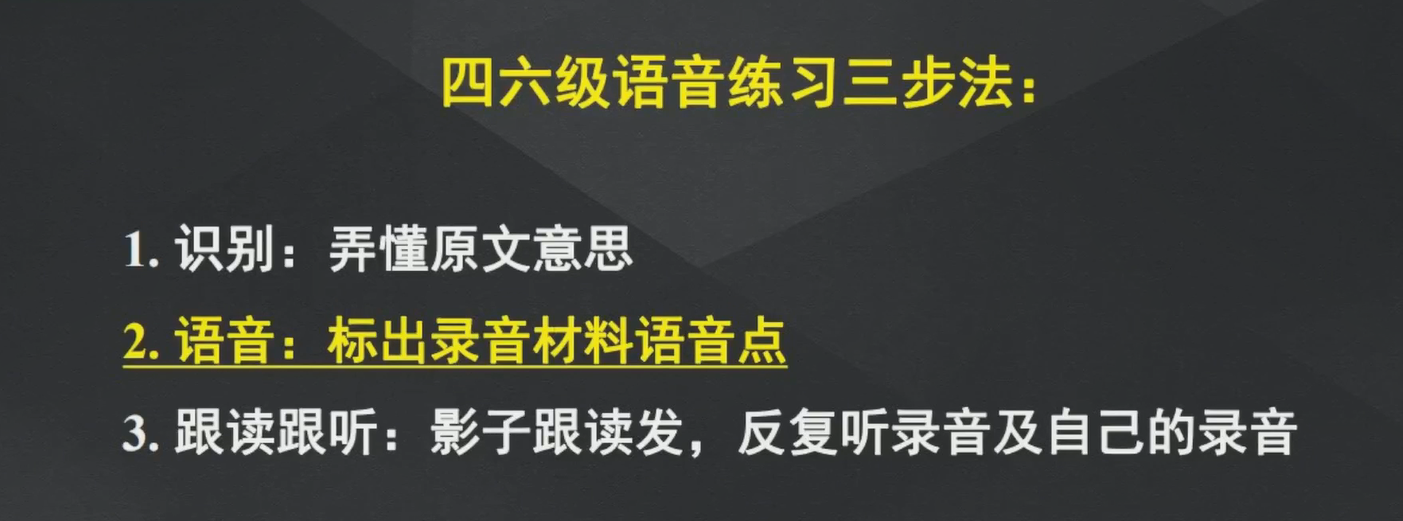 四六级语音练习三步法：
1. 识别：弄懂原文意思
2. 语音：标出录音材料语音点
3. 跟读跟听：影子跟读发，反复听录音及自己的录音